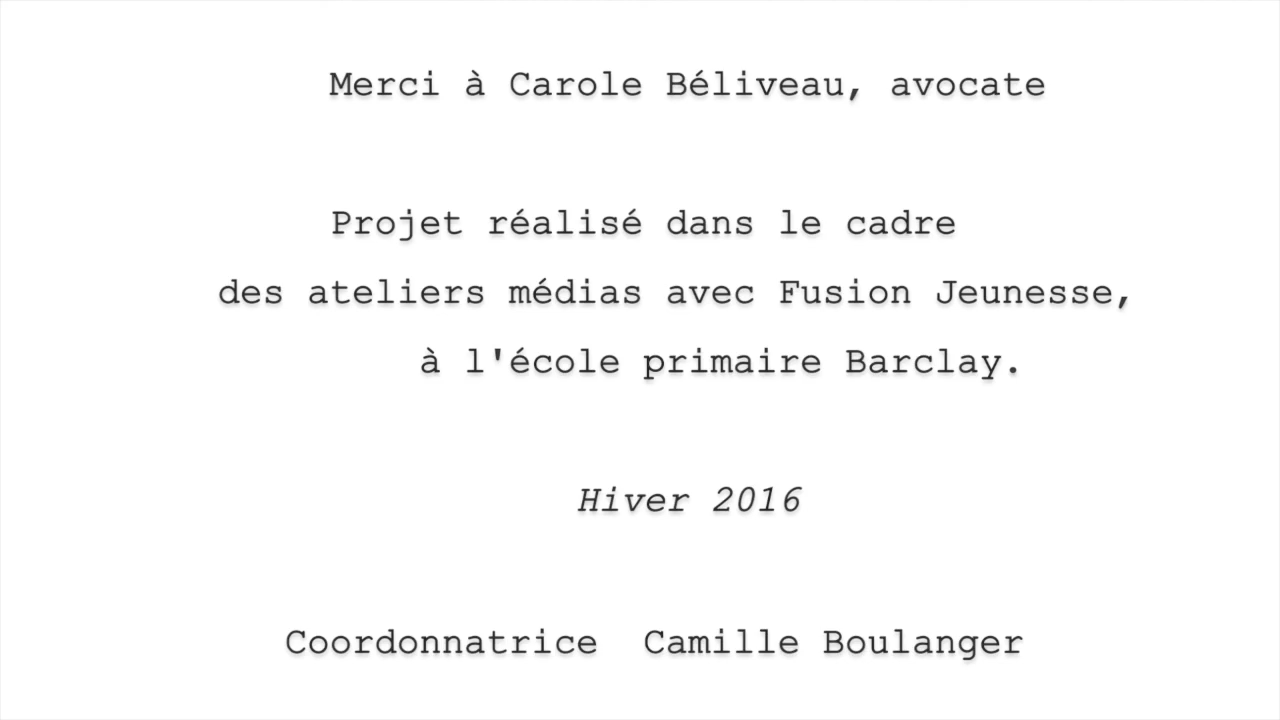 Merci à Carole Béliveau, avocate
Projet réalisé dans le cadre
des ateliers médias avec Fusion Jeunesse,
à l'école primaire Barclay.
Hiver 2016
Coordonnatrice  Camille Boulanger